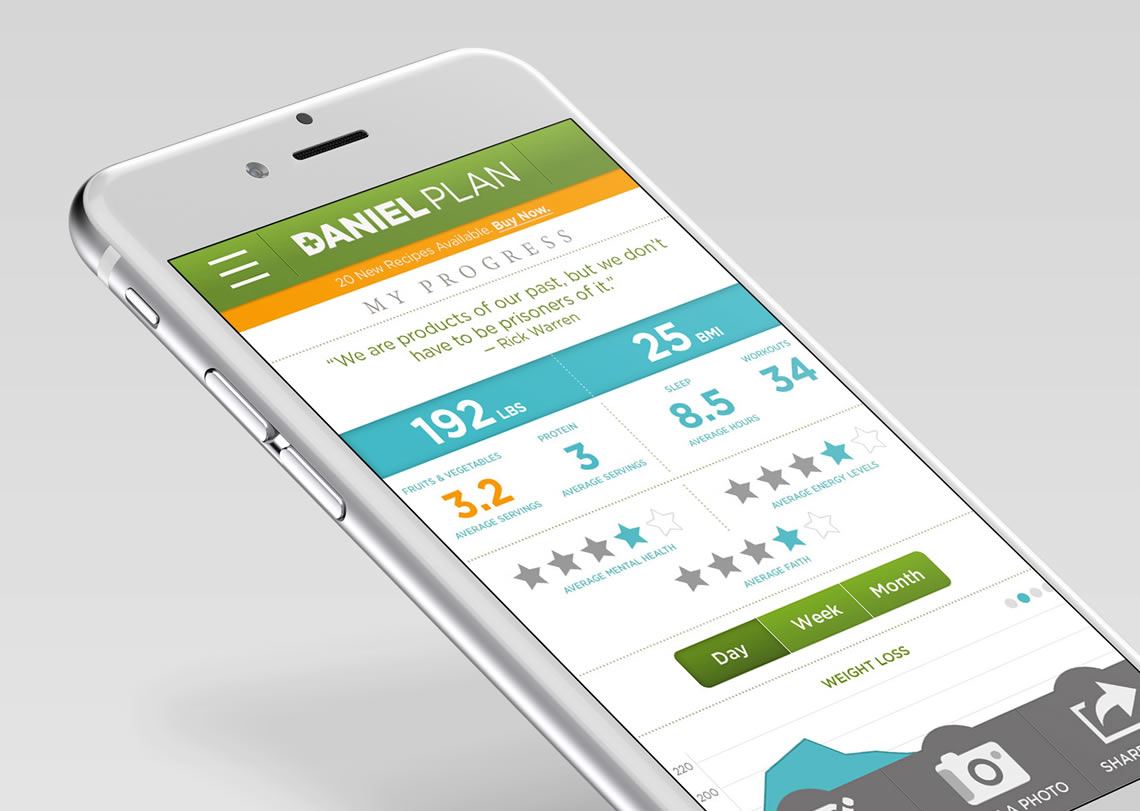 DANIEL PLAN
20 New Recipes Available. Buy Now.
MY PROGRESS
“We are products of our past, but we don't
have to be prisoners of it.”
– Rick Warren
192 LBS
25 BMI
FRUITS & VEGETABLES
3.2
AVERAGE SERVINGS
PROTEIN
3
AVERAGE SERVINGS
SLEEP
8.5
AVERAGE HOURS
WORKOUTS
34
AVERAGE MENTAL HEALTH
AVERAGE ENERGY LEVELS
AVERAGE FAITH
Day Week Month
WEIGHT LOSS
220
200
A PHOTO
SHAR